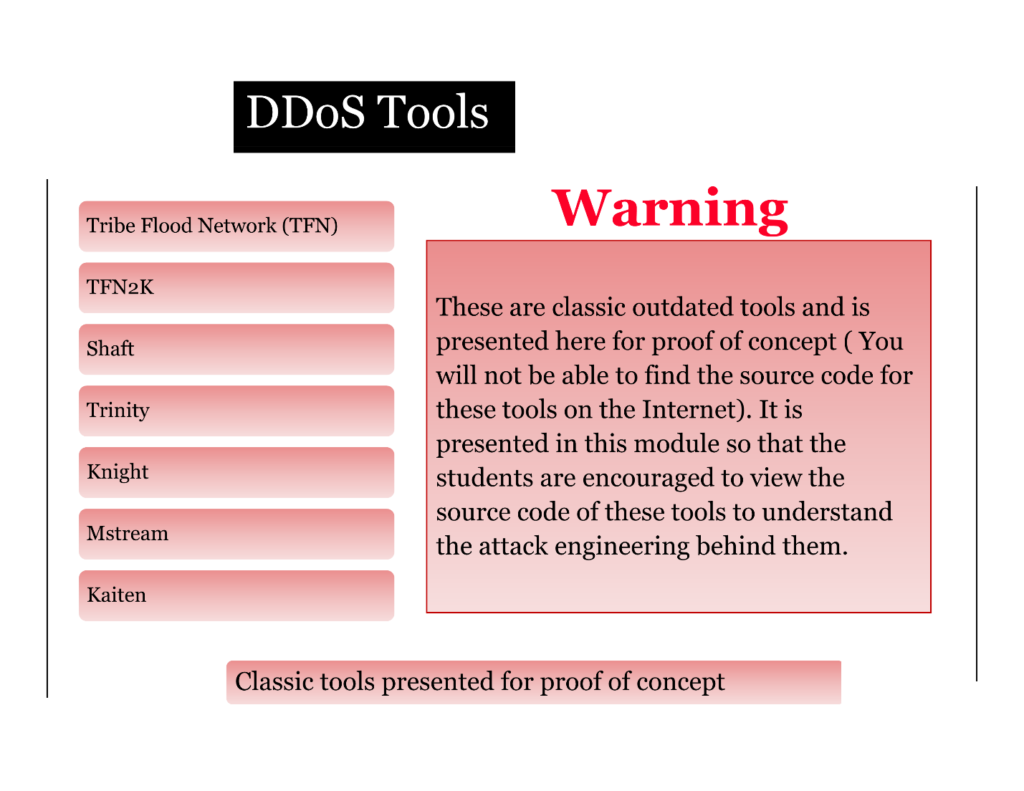 DDoS Tools
Tribe Flood Network (TFN)
TFN2K
Shaft
Trinity
Knight
Mstream
Kaiten
Warning
These are classic outdated tools and is
presented here for proof of concept ( You
will not be able to find the source code for
these tools on the Internet). It is
presented in this module so that the
students are encouraged to view the
source code of these tools to understand
the attack engineering behind them.
Classic tools presented for proof of concept